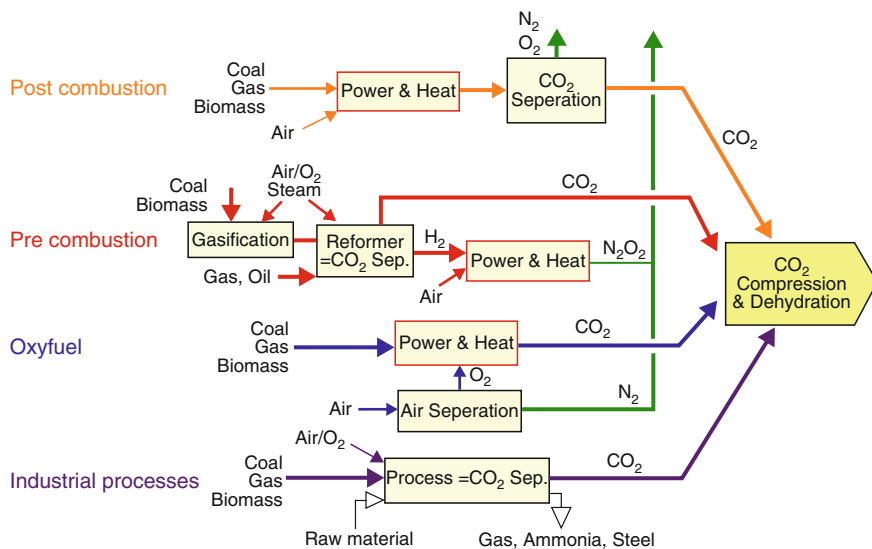 N₂
O₂
Post combustion
Coal
Gas
Biomass
Air
Power & Heat
CO₂
Seperation
CO₂
Pre combustion
Coal
Biomass
Air/O₂
Steam
Gasification
Gas, Oil
Reformer
=CO₂ Sep.
CO₂
H₂
Air
Power & Heat
N₂O₂
CO₂
Compression
& Dehydration
Oxyfuel
Coal
Gas
Biomass
Power & Heat
CO₂
O₂
Air
Air Seperation
N₂
Industrial processes
Coal
Gas
Biomass
Air/O₂
Process =CO₂ Sep.
CO₂
Raw material
Gas, Ammonia, Steel